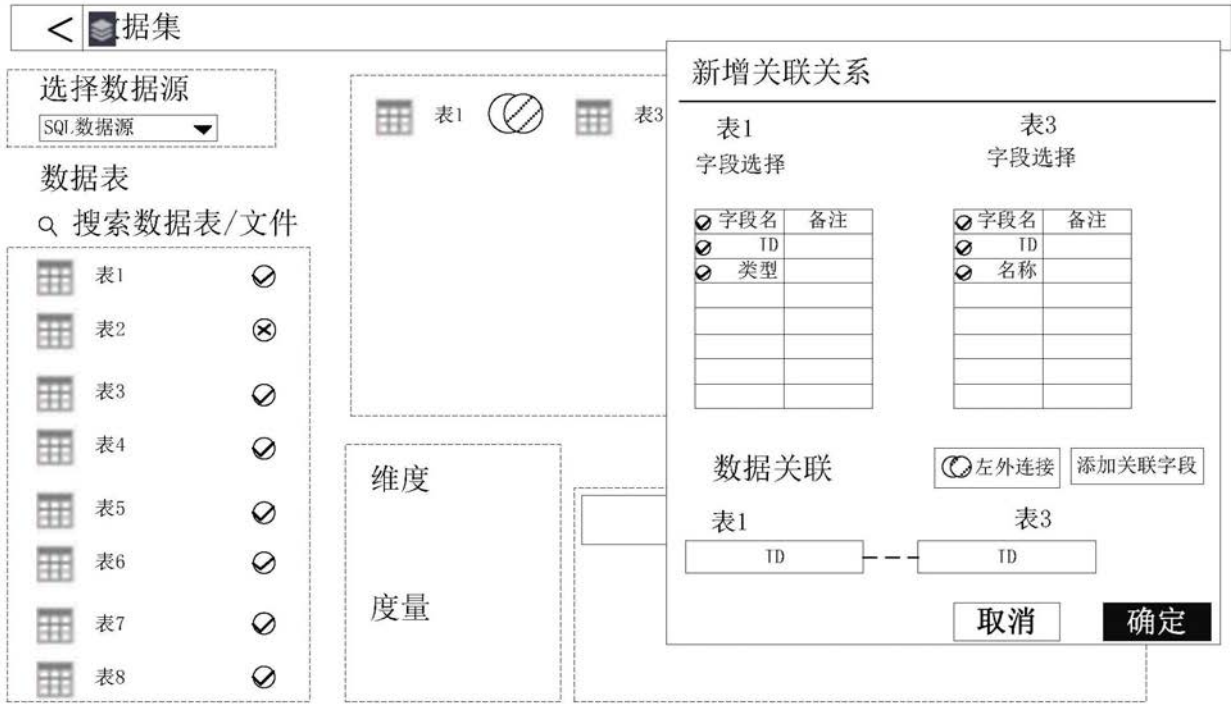 据集
选择数据源
SQL数据源
数据表
搜索数据表/文件
表1
表2
表3
表4
表5
表6
表7
表8
表1
表3
维度
度量
新增关联关系
表1 表3
字段选择 字段选择
字段名 备注 字段名 备注
TD TD
类型 名称
数据关联 左外连接 添加关联字段
表1 表3
TD TD
取消 确定